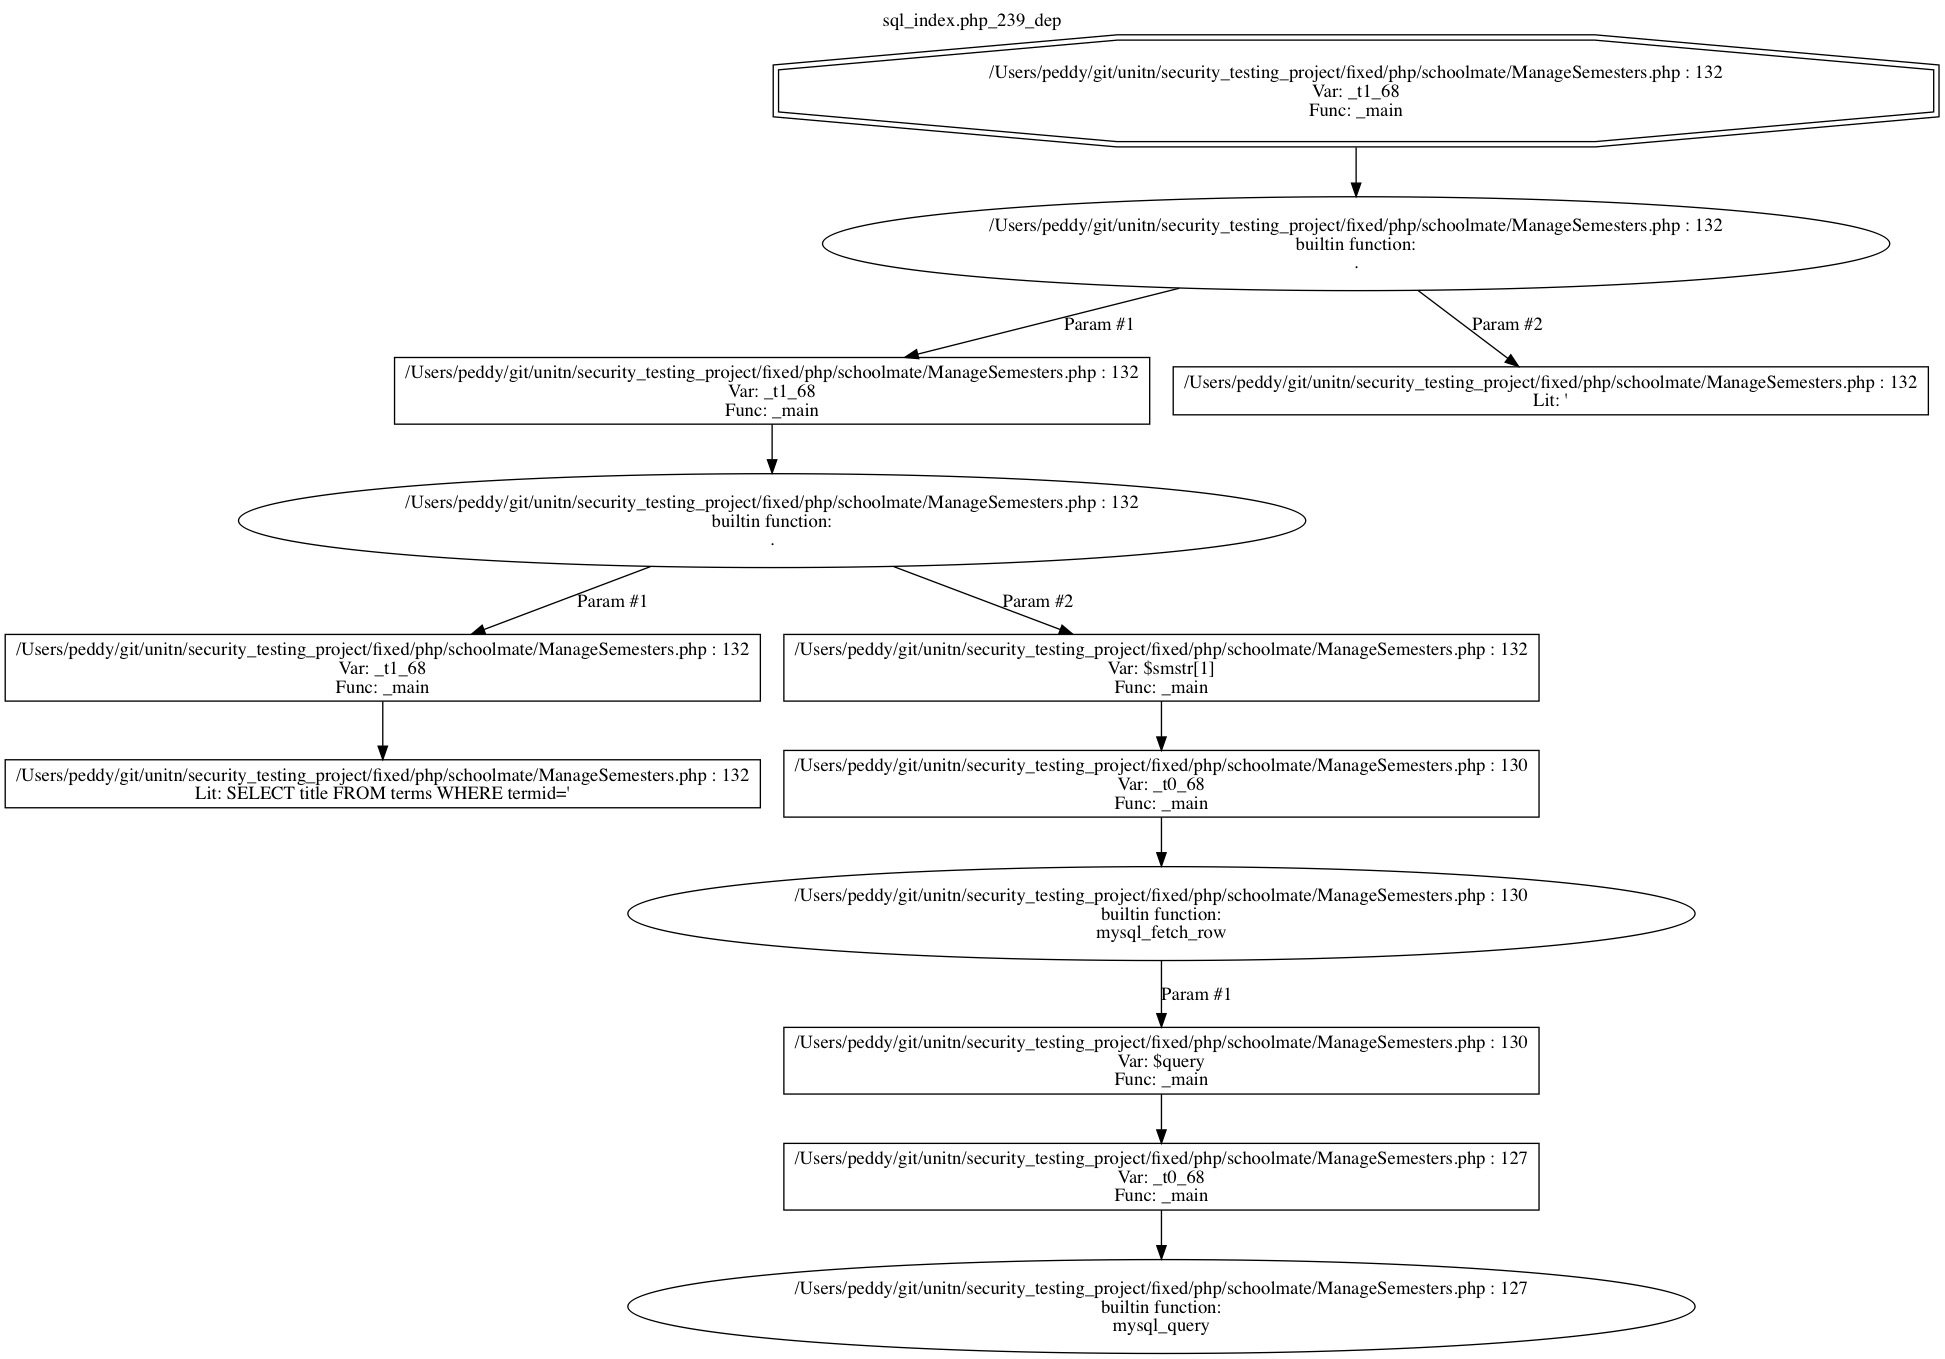 sql_index.php_239_dep
/Users/peddy/git/unitn/security_testing_project/fixed/php/schoolmate/ManageSemesters.php : 132
Var: _t1_68
Func: _main
/Users/peddy/git/unitn/security_testing_project/fixed/php/schoolmate/ManageSemesters.php : 132
builtin function:
.
Param #1
Param #2
/Users/peddy/git/unitn/security_testing_project/fixed/php/schoolmate/ManageSemesters.php : 132
Var: _t1_68
Func: _main
/Users/peddy/git/unitn/security_testing_project/fixed/php/schoolmate/ManageSemesters.php : 132
Lit: '
/Users/peddy/git/unitn/security_testing_project/fixed/php/schoolmate/ManageSemesters.php : 132
builtin function:
.
Param #1
Param #2
/Users/peddy/git/unitn/security_testing_project/fixed/php/schoolmate/ManageSemesters.php : 132
Var: _t1_68
Func: _main
/Users/peddy/git/unitn/security_testing_project/fixed/php/schoolmate/ManageSemesters.php : 132
Var: $smstr[1]
Func: _main
/Users/peddy/git/unitn/security_testing_project/fixed/php/schoolmate/ManageSemesters.php : 132
Lit: SELECT title FROM terms WHERE termid='
/Users/peddy/git/unitn/security_testing_project/fixed/php/schoolmate/ManageSemesters.php : 130
Var: _t0_68
Func: _main
/Users/peddy/git/unitn/security_testing_project/fixed/php/schoolmate/ManageSemesters.php : 130
builtin function:
mysql_fetch_row
Param #1
/Users/peddy/git/unitn/security_testing_project/fixed/php/schoolmate/ManageSemesters.php : 130
Var: $query
Func: _main
/Users/peddy/git/unitn/security_testing_project/fixed/php/schoolmate/ManageSemesters.php : 127
Var: _t0_68
Func: _main
/Users/peddy/git/unitn/security_testing_project/fixed/php/schoolmate/ManageSemesters.php : 127
builtin function:
mysql_query